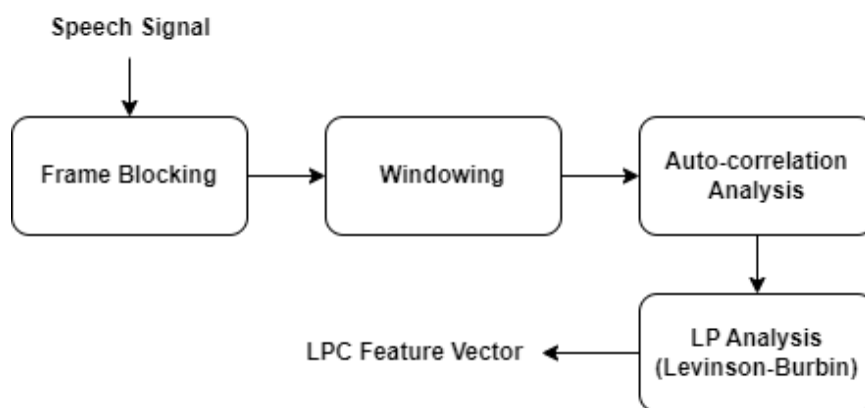 Speech Signal
Frame Blocking
Windowing
Auto-correlation
Analysis
LP Analysis
(Levinson-Burbin)
LPC Feature Vector